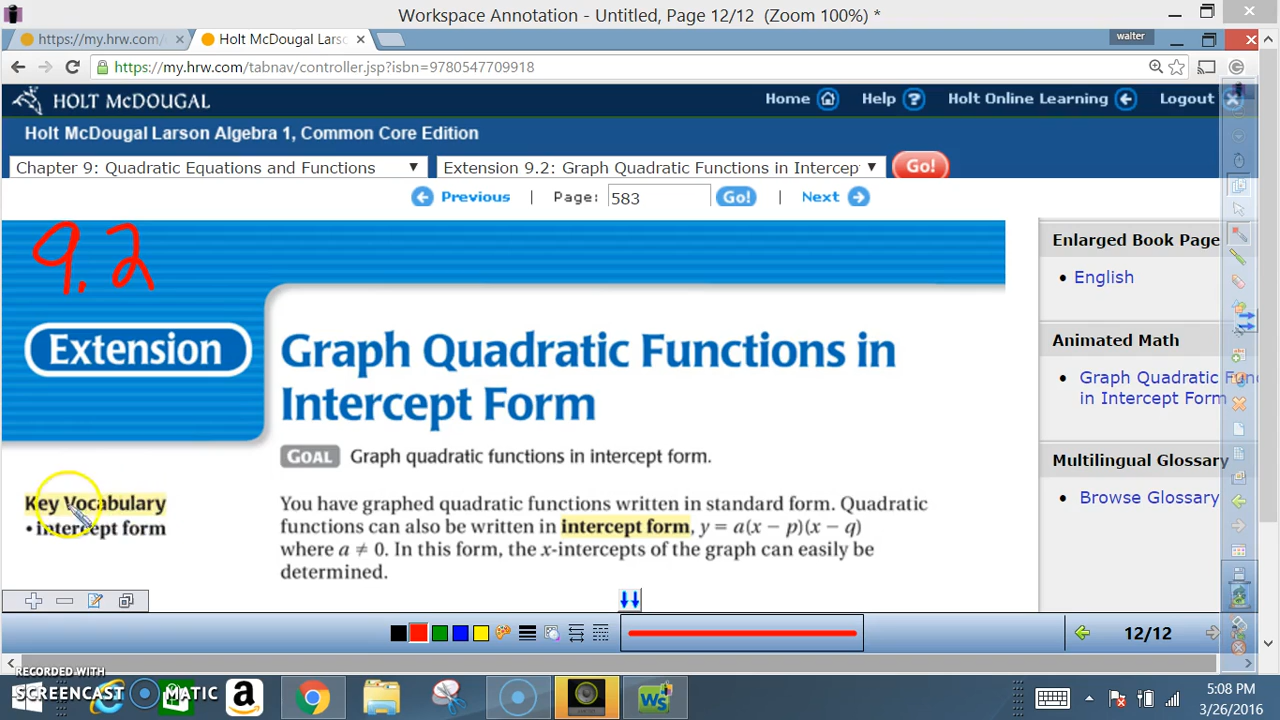 Workspace Annotation - Untitled, Page 12/12 (Zoom 100%) *
https://my.hrw.com/ ×
Holt McDougal Lars ×
walter
https://my.hrw.com/tabnav/controller.jsp?isbn=9780547709918
HOLT MCDOUGAL
Home
Help ?
Holt Online Learning
Logout
Holt McDougal Larson Algebra 1, Common Core Edition
Chapter 9: Quadratic Equations and Functions
Extension 9.2: Graph Quadratic Functions in Intercep
Go!
Previous | Page: 583 Go! | Next
9.2
Extension
Graph Quadratic Functions in
Intercept Form
GOAL Graph quadratic functions in intercept form.
Key Vocabulary
• intercept form
You have graphed quadratic functions written in standard form. Quadratic
functions can also be written in intercept form, y = a(x − p)(x − q)
where a ≠ 0. In this form, the x-intercepts of the graph can easily be
determined.
Enlarged Book Page
• English
Animated Math
• Graph Quadratic Func
in Intercept Form
Multilingual Glossary
• Browse Glossary
12/12
RECORDED WITH
SCREENCAST MATIC
5:08 PM
3/26/2016